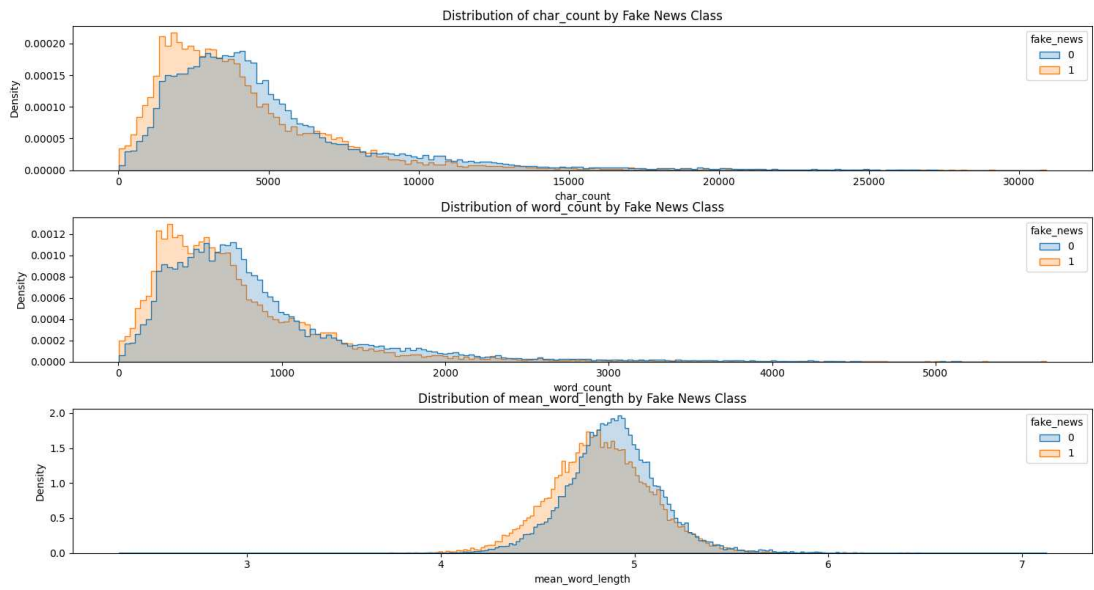 Distribution of char_count by Fake News Class
fake_news
0
1
0.00020
0.00015
0.00010
0.00005
0.00000
Density
0 5000 10000 15000 20000 25000 30000
char_count
Distribution of word_count by Fake News Class
fake_news
0
1
0.0012
0.0010
0.0008
0.0006
0.0004
0.0002
0.0000
Density
0 1000 2000 3000 4000 5000
word_count
Distribution of mean_word_length by Fake News Class
fake_news
0
1
2.0
1.5
1.0
0.5
0.0
Density
3 4 5 6 7
mean_word_length